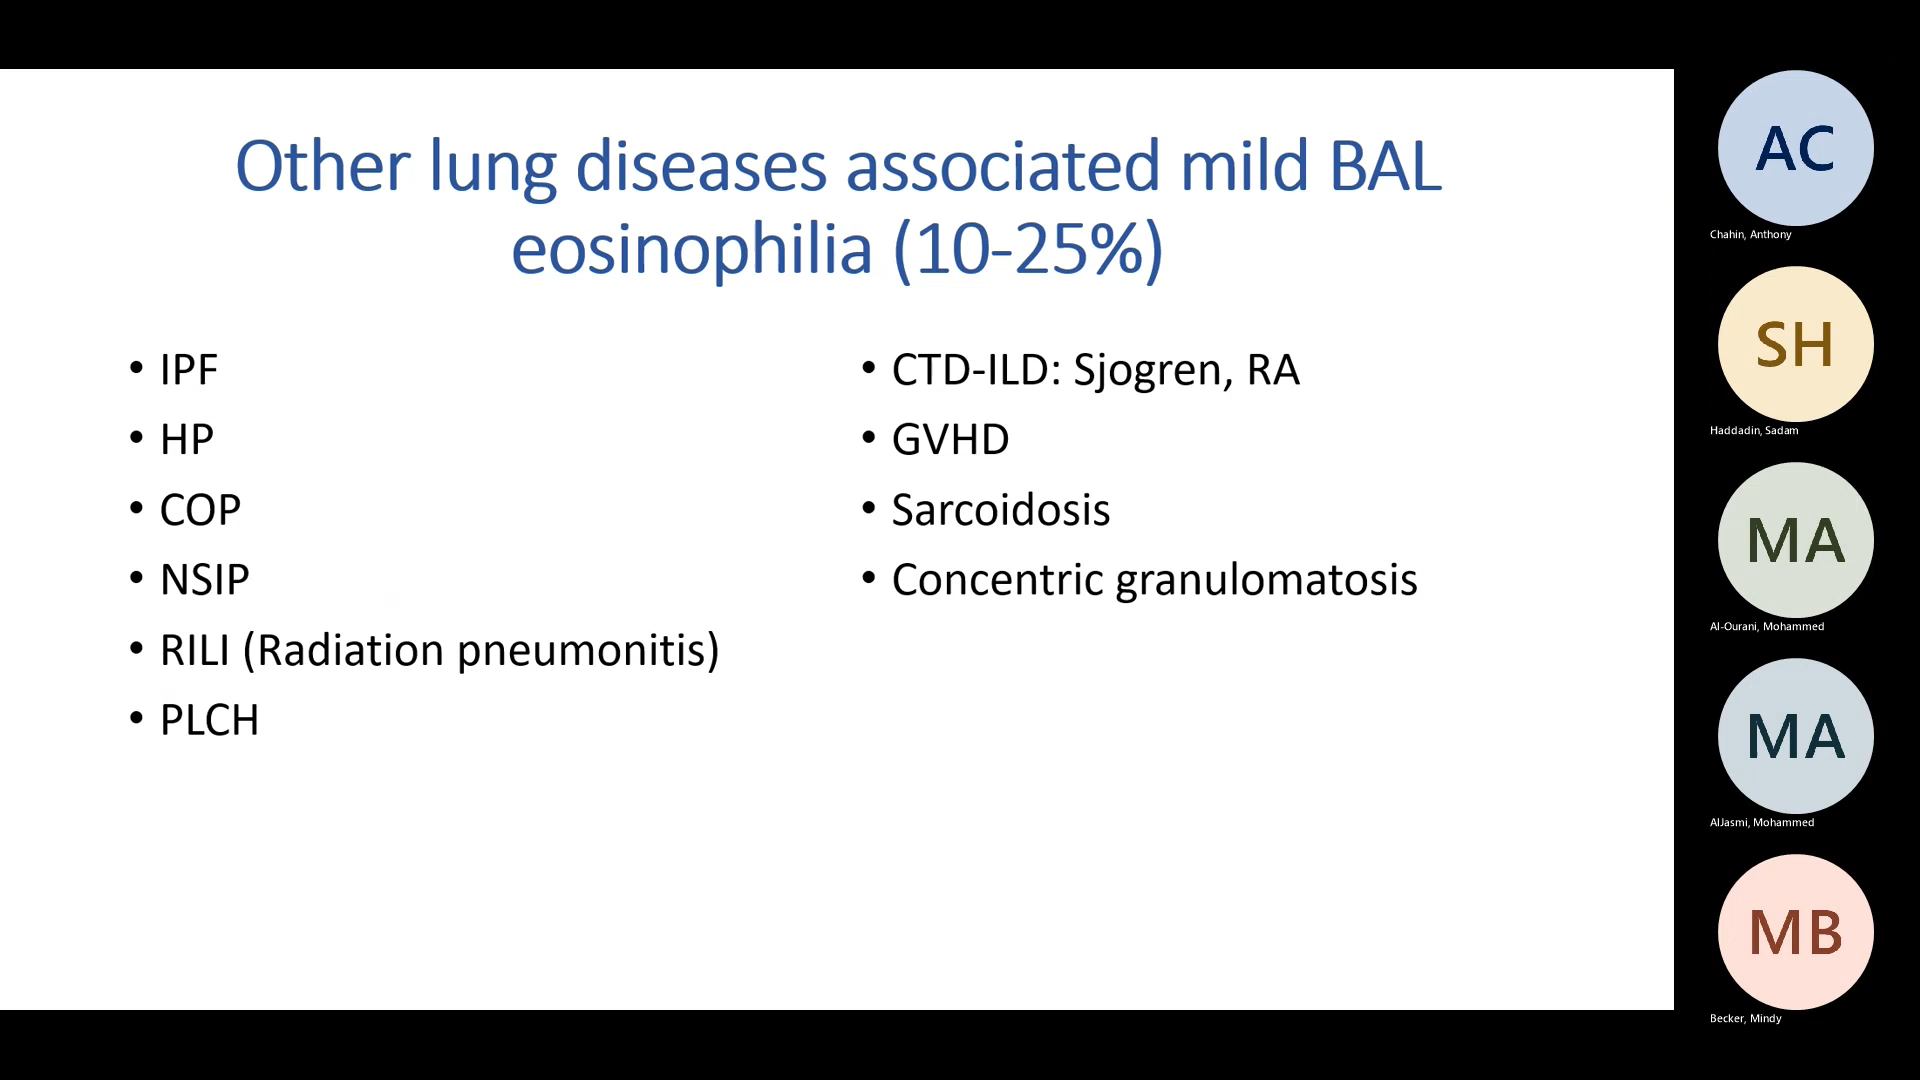 Other lung diseases associated mild BAL
eosinophilia (10-25%)
• IPF
• HP
• COP
• NSIP
• RILI (Radiation pneumonitis)
• PLCH
• CTD-ILD: Sjogren, RA
• GVHD
• Sarcoidosis
• Concentric granulomatosis
AC
Chahin, Anthony
SH
Haddadin, Sadam
MA
Al-Ourani, Mohammed
MA
AlJasmi, Mohammed
MB
Becker, Mindy